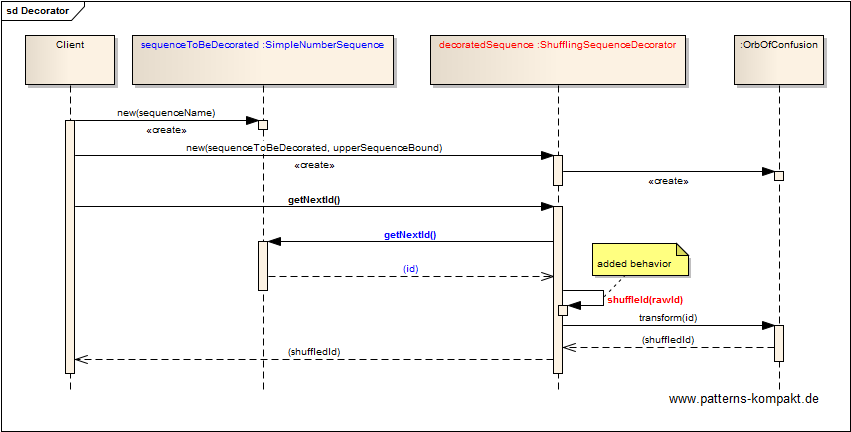 sd Decorator
Client
sequenceToBeDecorated :SimpleNumberSequence
decoratedSequence :ShufflingSequenceDecorator
:OrbOfConfusion
new(sequenceName)
«create»
new(sequenceToBeDecorated, upperSequenceBound)
«create»
«create»
getNextId()
getNextId()
added behavior
(id)
shuffleId(rawId)
transform(id)
(shuffledId)
(shuffledId)
www.patterns-kompakt.de